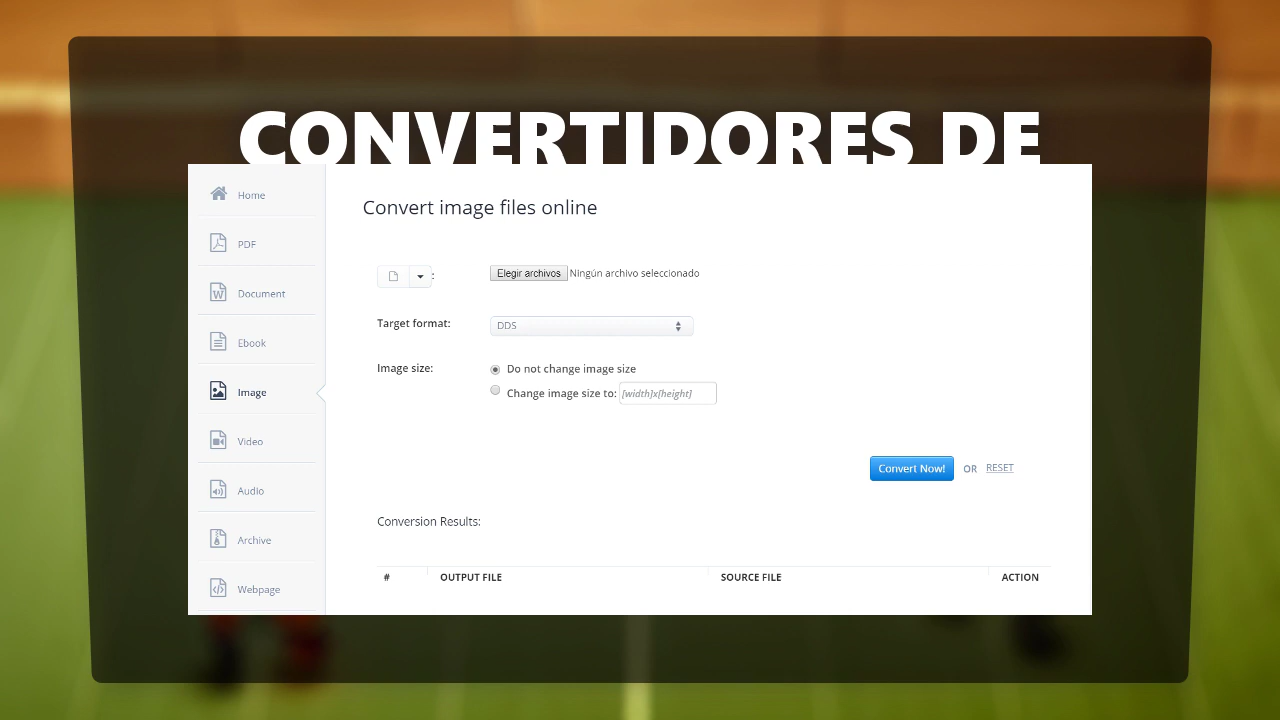 CONVERTIDORES DE
Home
PDF
Document
Ebook
Image
Video
Audio
Archive
Webpage
Convert image files online
: Elegir archivos Ningún archivo seleccionado
Target format: DDS
Image size: Do not change image size
Change image size to: [width]x[height]
Convert Now! OR RESET
Conversion Results:
# OUTPUT FILE SOURCE FILE ACTION